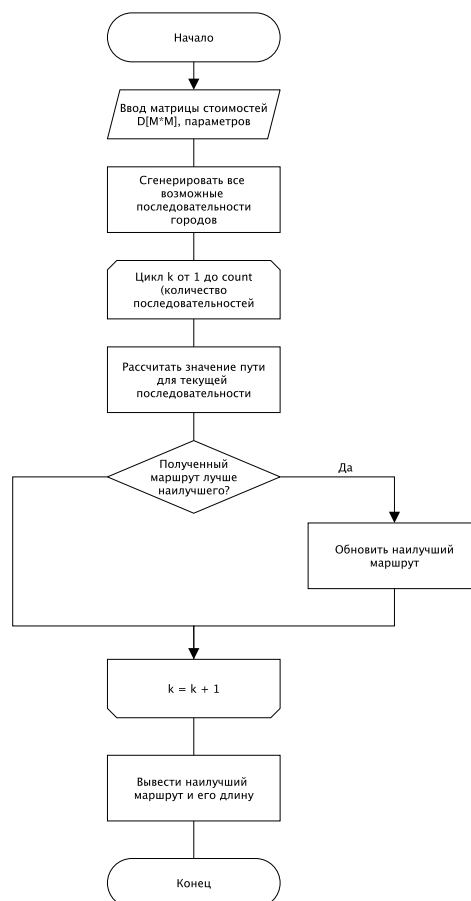 Начало
Ввод матрицы стоимостей
D[M*M], параметров
Сгенерировать все
возможные
последовательности
городов
Цикл k от 1 до count
(количество
последовательностей
Рассчитать значение пути
для текущей
последовательности
Полученный
маршрут лучше
наилучшего?
Да
Обновить наилучший
маршрут
k = k + 1
Вывести наилучший
маршрут и его длину
Конец